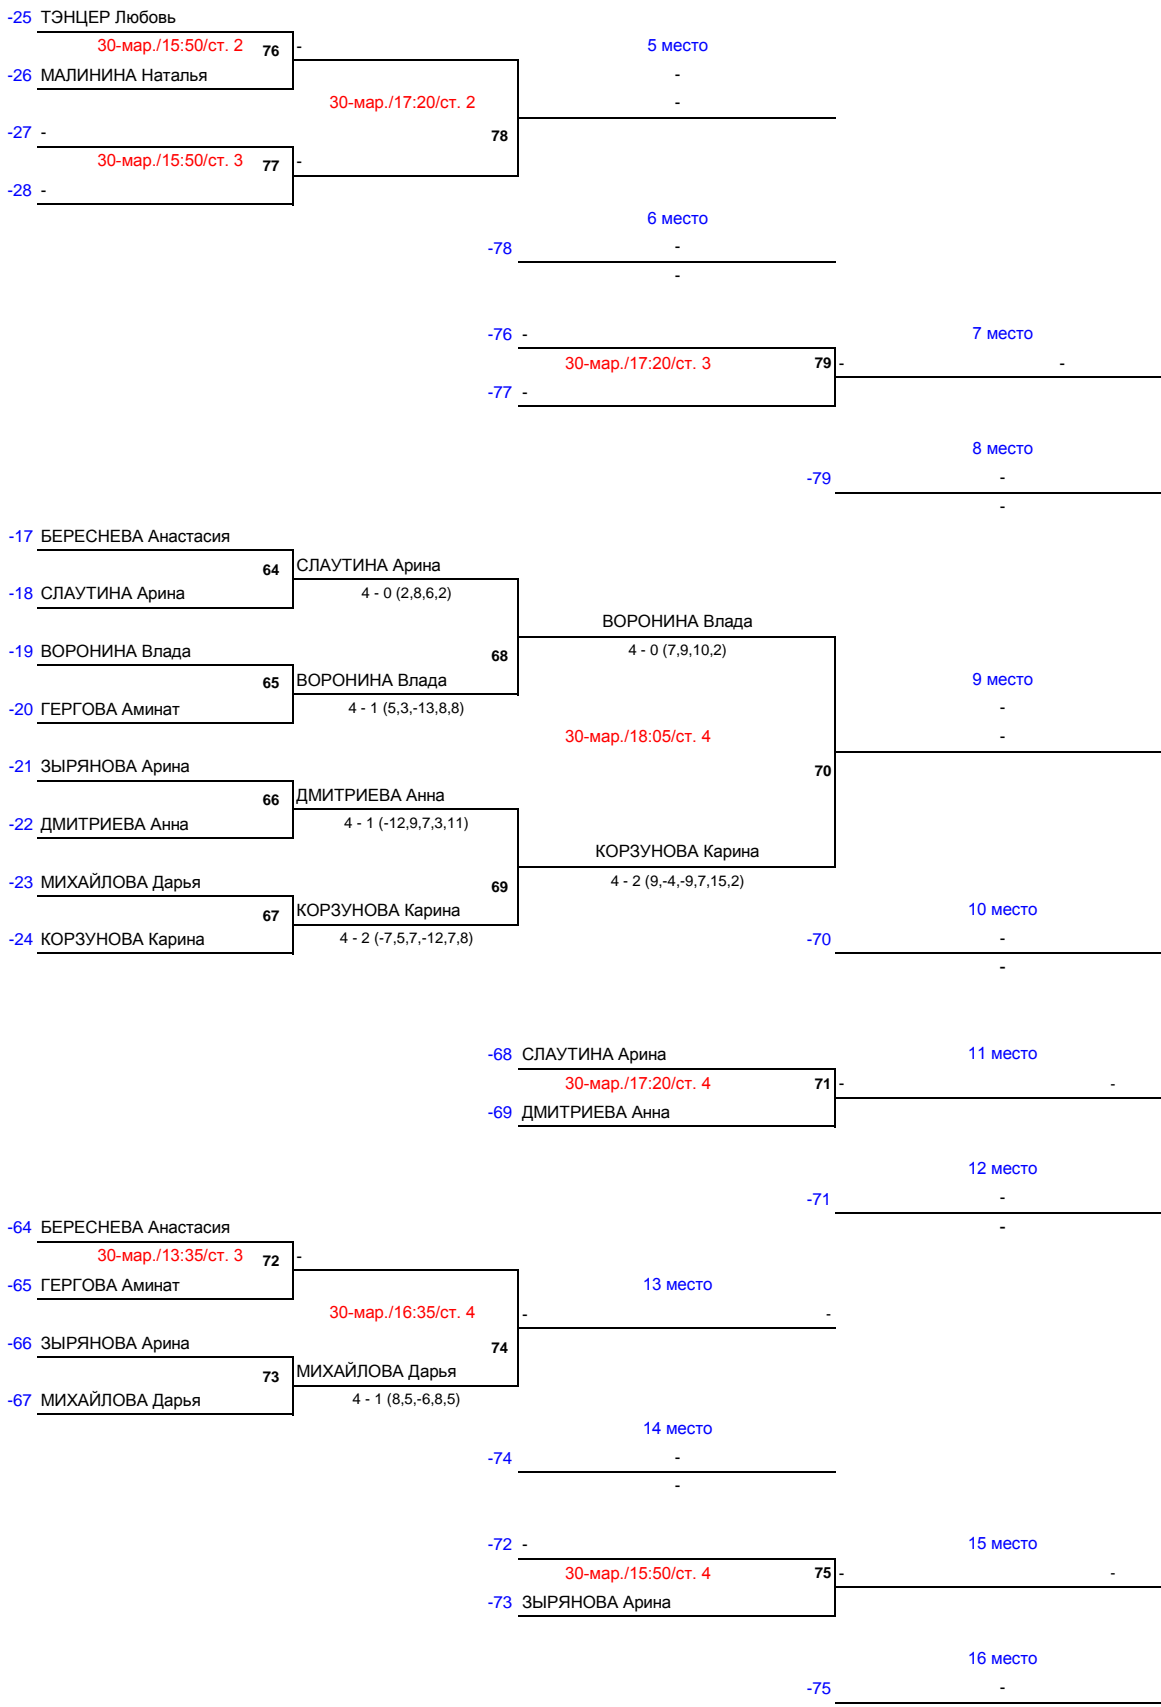 -25 ТЭНЦЕР Любовь
30-мар./15:50/ст. 2 76 - 5 место
-26 МАЛИНИНА Наталья -
30-мар./17:20/ст. 2 -
-27 - 78
30-мар./15:50/ст. 3 77 -
-28 -
6 место
-78 -
-
-76 - 7 место
30-мар./17:20/ст. 3 79 - -
-77 -
8 место
-79 -
-
-17 БЕРЕСНЕВА Анастасия
64 СЛАУТИНА Арина
-18 СЛАУТИНА Арина 4 - 0 (2,8,6,2)
ВОРОНИНА Влада
-19 ВОРОНИНА Влада 68 4 - 0 (7,9,10,2)
65 ВОРОНИНА Влада 9 место
-20 ГЕРГОВА Аминат 4 - 1 (5,3,-13,8,8) -
30-мар./18:05/ст. 4 -
-21 ЗЫРЯНОВА Арина 70
66 ДМИТРИЕВА Анна
-22 ДМИТРИЕВА Анна 4 - 1 (-12,9,7,3,11)
КОРЗУНОВА Карина
-23 МИХАЙЛОВА Дарья 69 4 - 2 (9,-4,-9,7,15,2)
67 КОРЗУНОВА Карина 10 место
-24 КОРЗУНОВА Карина 4 - 2 (-7,5,7,-12,7,8) -70 -
-
-68 СЛАУТИНА Арина 11 место
30-мар./17:20/ст. 4 71 - -
-69 ДМИТРИЕВА Анна
12 место
-71 -
-64 БЕРЕСНЕВА Анастасия -
30-мар./13:35/ст. 3 72 -
-65 ГЕРГОВА Аминат 13 место
30-мар./16:35/ст. 4 - -
-66 ЗЫРЯНОВА Арина 74
73 МИХАЙЛОВА Дарья
-67 МИХАЙЛОВА Дарья 4 - 1 (8,5,-6,8,5)
14 место
-74 -
-
-72 - 15 место
30-мар./15:50/ст. 4 75 - -
-73 ЗЫРЯНОВА Арина
16 место
-75 -